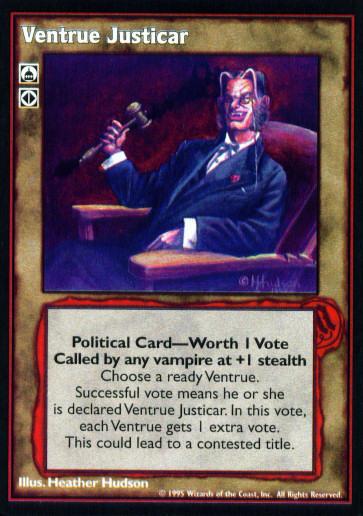 Ventrue Justicar
© HHudson
Political Card—Worth 1 Vote
Called by any vampire at +1 stealth
Choose a ready Ventrue.
Successful vote means he or she
is declared Ventrue Justicar. In this vote,
each Ventrue gets 1 extra vote.
This could lead to a contested title.
Illus. Heather Hudson
© 1995 Wizards of the Coast, Inc. All Rights Reserved.